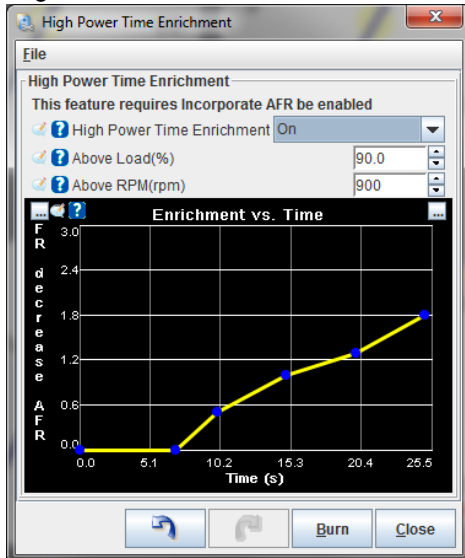 High Power Time Enrichment
File
High Power Time Enrichment
This feature requires Incorporate AFR be enabled
High Power Time Enrichment On
Above Load(%) 90.0
Above RPM(rpm) 900
... Enrichment vs. Time ...
FR decrease AFR
3.0
2.4
1.8
1.2
0.6
0.0
0.0 5.1 10.2 15.3 20.4 25.5
Time (s)
Burn Close